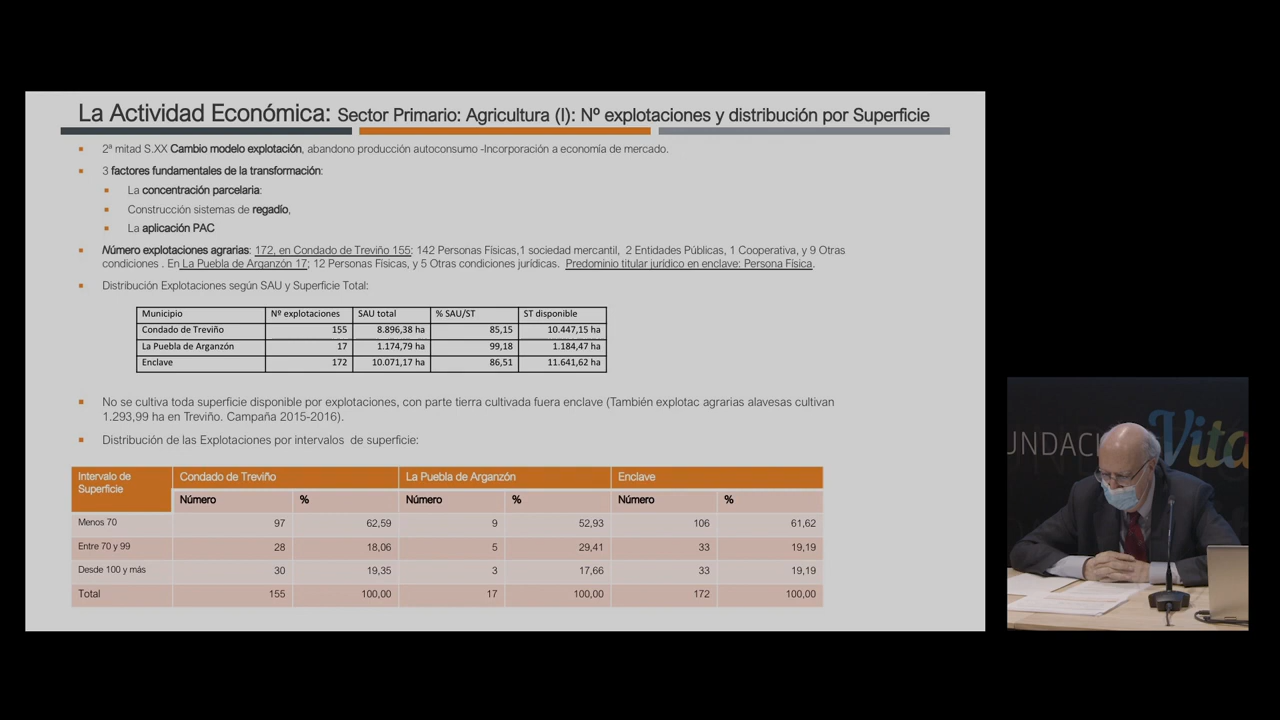 La Actividad Económica: Sector Primario: Agricultura (I): Nº explotaciones y distribución por Superficie
2ª mitad S.XX Cambio modelo explotación, abandono producción autoconsumo -Incorporación a economía de mercado.
3 factores fundamentales de la transformación:
La concentración parcelaria:
Construcción sistemas de regadío,
La aplicación PAC
Número explotaciones agrarias: 172, en Condado de Treviño 155: 142 Personas Físicas,1 sociedad mercantil, 2 Entidades Públicas, 1 Cooperativa, y 9 Otras
condiciones . En La Puebla de Arganzón 17; 12 Personas Físicas, y 5 Otras condiciones jurídicas. Predominio titular jurídico en enclave: Persona Física.
Distribución Explotaciones según SAU y Superficie Total:
Municipio Nº explotaciones SAU total % SAU/ST ST disponible
Condado de Treviño 155 8.896,38 ha 85,15 10.447,15 ha
La Puebla de Arganzón 17 1.174,79 ha 99,18 1.184,47 ha
Enclave 172 10.071,17 ha 86,51 11.641,62 ha
No se cultiva toda superficie disponible por explotaciones, con parte tierra cultivada fuera enclave (También explotac agrarias alavesas cultivan
1.293,99 ha en Treviño. Campaña 2015-2016).
Distribución de las Explotaciones por intervalos de superficie:
Intervalo de Condado de Treviño La Puebla de Arganzón Enclave
Superficie
Número % Número % Número %
Menos 70 97 62,59 9 52,93 106 61,62
Entre 70 y 99 28 18,06 5 29,41 33 19,19
Desde 100 y más 30 19,35 3 17,66 33 19,19
Total 155 100,00 17 100,00 172 100,00
UNDACI Vita